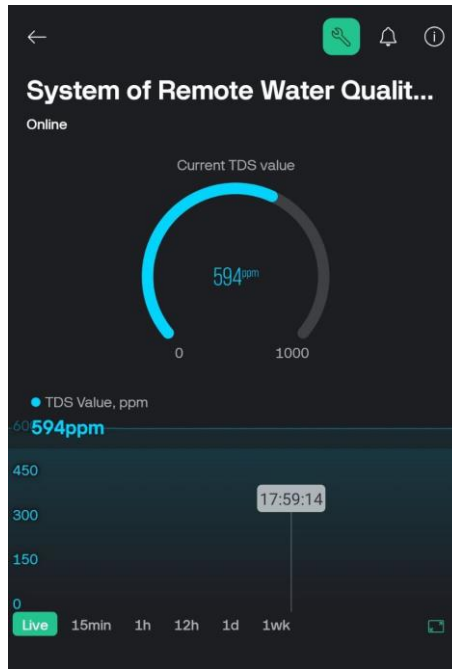 System of Remote Water Qualit...
Online
Current TDS value
594ppm
0 1000
TDS Value, ppm
600
594ppm
450
17:59:14
300
150
0
Live 15min 1h 12h 1d 1wk